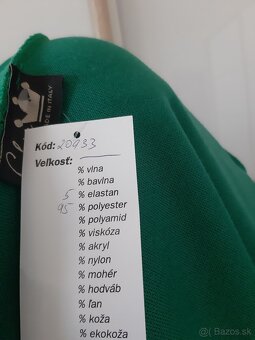 MADE IN ITALY
Kód: 20933
Veľkosť:
% vlna
% bavlna
5 % elastan
95 % polyester
% polyamid
% viskóza
% akryl
% nylon
% mohér
% hodváb
% ľan
% koža
% ekokoža
Bazos.sk